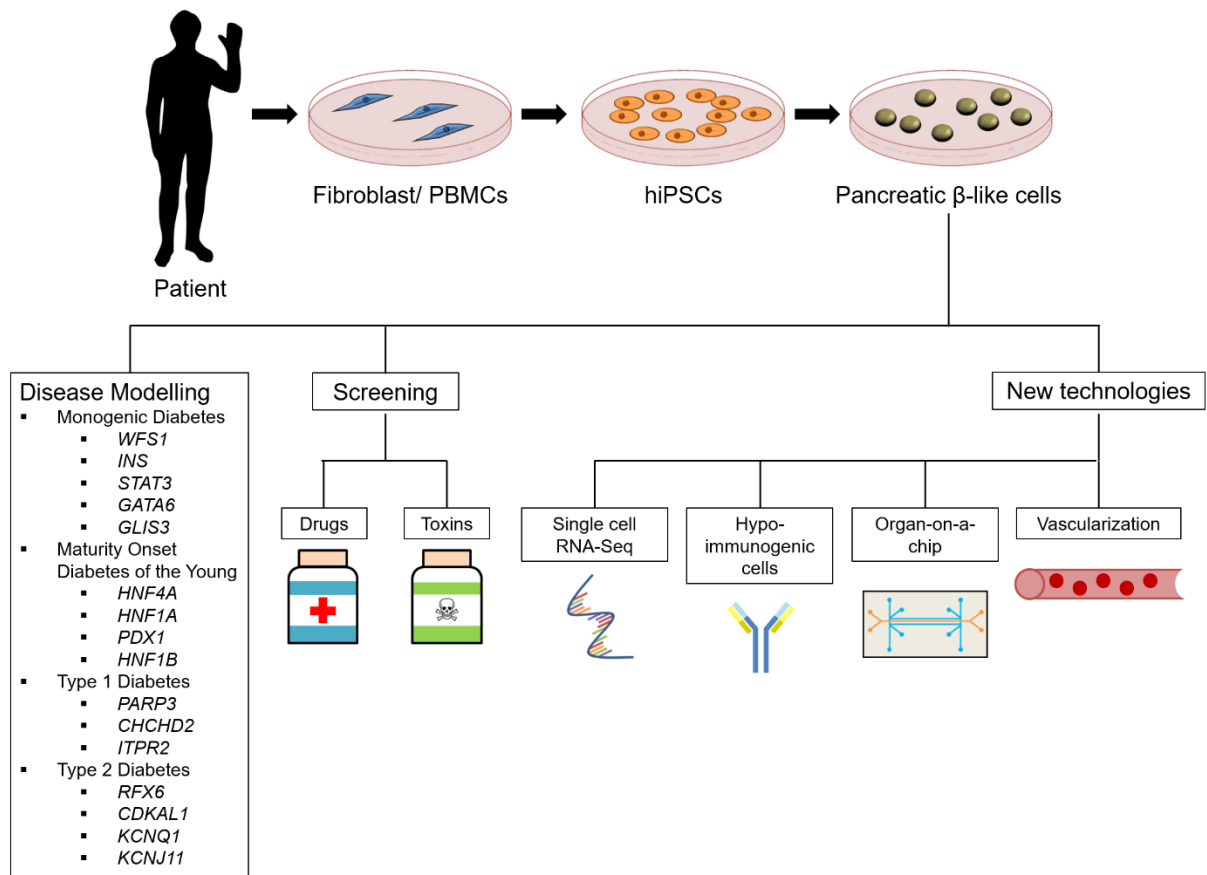 Patient
Fibroblast/ PBMCs
hiPSCs
Pancreatic β-like cells
Disease Modelling
▪ Monogenic Diabetes
▪ WFS1
▪ INS
▪ STAT3
▪ GATA6
▪ GLIS3
▪ Maturity Onset
Diabetes of the Young
▪ HNF4A
▪ HNF1A
▪ PDX1
▪ HNF1B
▪ Type 1 Diabetes
▪ PARP3
▪ CHCHD2
▪ ITPR2
▪ Type 2 Diabetes
▪ RFX6
▪ CDKAL1
▪ KCNQ1
▪ KCNJ11
Screening
Drugs
Toxins
New technologies
Single cell
RNA-Seq
Hypo-
immunogenic
cells
Organ-on-a-
chip
Vascularization